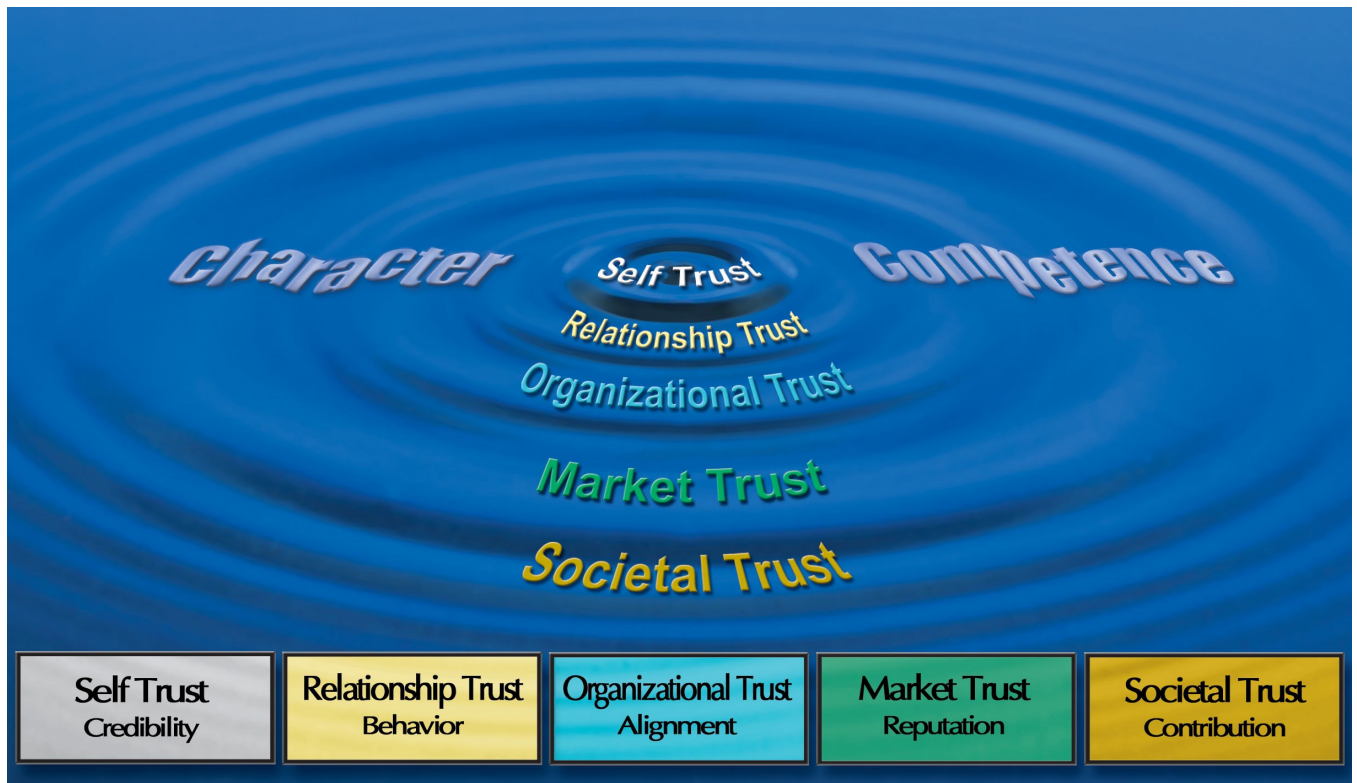 Character
Self Trust
Competence
Relationship Trust
Organizational Trust
Market Trust
Societal Trust
Self Trust
Credibility
Relationship Trust
Behavior
Organizational Trust
Alignment
Market Trust
Reputation
Societal Trust
Contribution